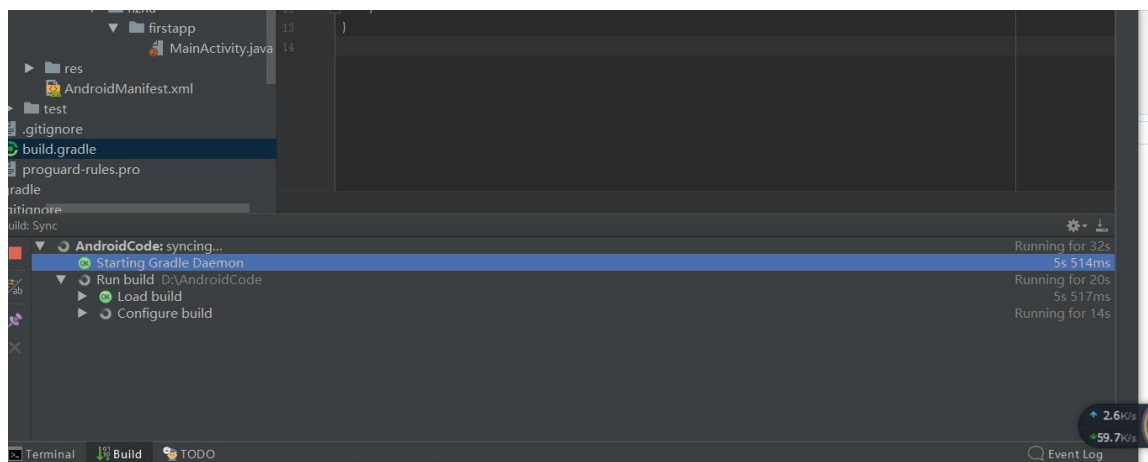 firstapp
13 }
MainActivity.java 14
res
AndroidManifest.xml
test
.gitignore
build.gradle
proguard-rules.pro
radle
itignore
uild: Sync
AndroidCode: syncing... Running for 32s
Starting Gradle Daemon 5s 514ms
Run build D:\AndroidCode Running for 20s
Load build 5s 517ms
Configure build Running for 14s
2.6K/s
59.7K/s
Terminal Build TODO Event Log